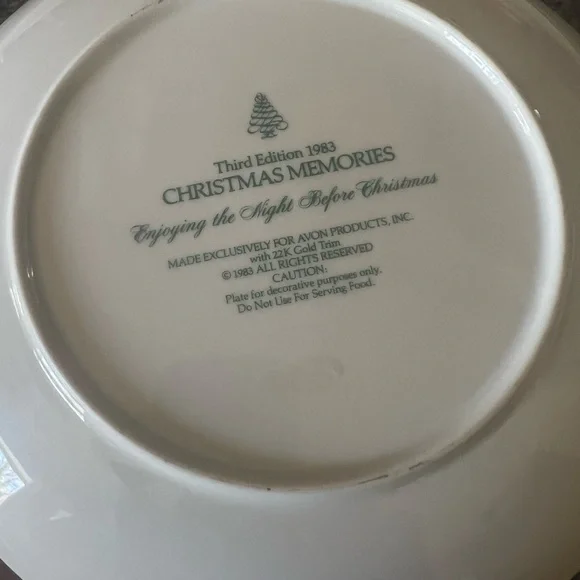 Third Edition 1983
CHRISTMAS MEMORIES
Enjoying the Night Before Christmas
MADE EXCLUSIVELY FOR AVON PRODUCTS, INC.
with 22K Gold Trim
© 1983 ALL RIGHTS RESERVED
CAUTION:
Plate for decorative purposes only.
Do Not Use For Serving Food.